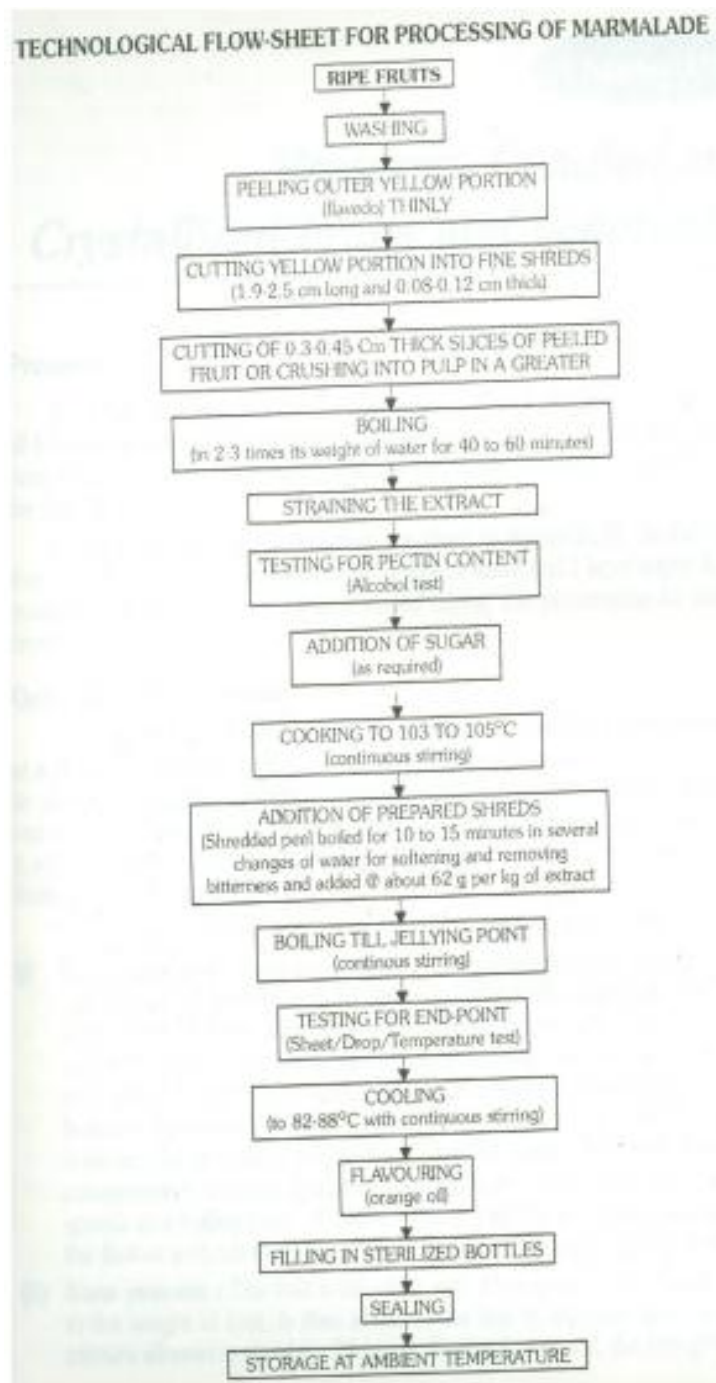 TECHNOLOGICAL FLOW-SHEET FOR PROCESSING OF MARMALADE
RIPE FRUITS
WASHING
PEELING OUTER YELLOW PORTION
(flavedo) THINLY
CUTTING YELLOW PORTION INTO FINE SHREDS
(1.9-2.5 cm long and 0.08-0.12 cm thick)
CUTTING OF 0.3-0.45 Cm THICK SLICES OF PEELED
FRUIT OR CRUSHING INTO PULP IN A GREATER
BOILING
(in 2-3 times its weight of water for 40 to 60 minutes)
STRAINING THE EXTRACT
TESTING FOR PECTIN CONTENT
(Alcohol test)
ADDITION OF SUGAR
(as required)
COOKING TO 103 TO 105°C
(continuous stirring)
ADDITION OF PREPARED SHREDS
(Shredded peel boiled for 10 to 15 minutes in several
changes of water for softening and removing
bitterness and added @ about 62 g per kg of extract
BOILING TILL JELLYING POINT
(continous stirring)
TESTING FOR END-POINT
(Sheet/Drop/Temperature test)
COOLING
(to 82-88°C with continuous stirring)
FLAVOURING
(orange oil)
FILLING IN STERILIZED BOTTLES
SEALING
STORAGE AT AMBIENT TEMPERATURE